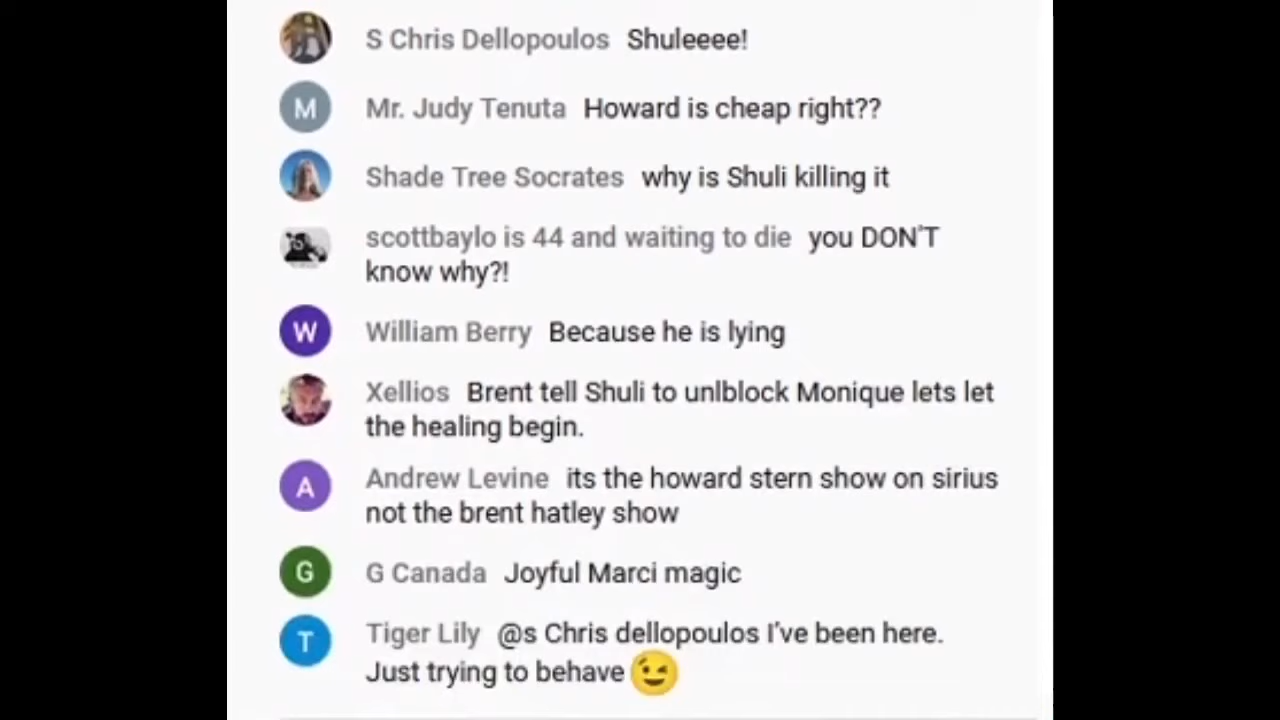 S Chris Dellopoulos Shuleeee!
M Mr. Judy Tenuta Howard is cheap right??
Shade Tree Socrates why is Shuli killing it
scottbaylo is 44 and waiting to die you DON'T
know why?!
W William Berry Because he is lying
Xellios Brent tell Shuli to unlblock Monique lets let
the healing begin.
A Andrew Levine its the howard stern show on sirius
not the brent hatley show
G G Canada Joyful Marci magic
T Tiger Lily @s Chris dellopoulos I've been here.
Just trying to behave 😉